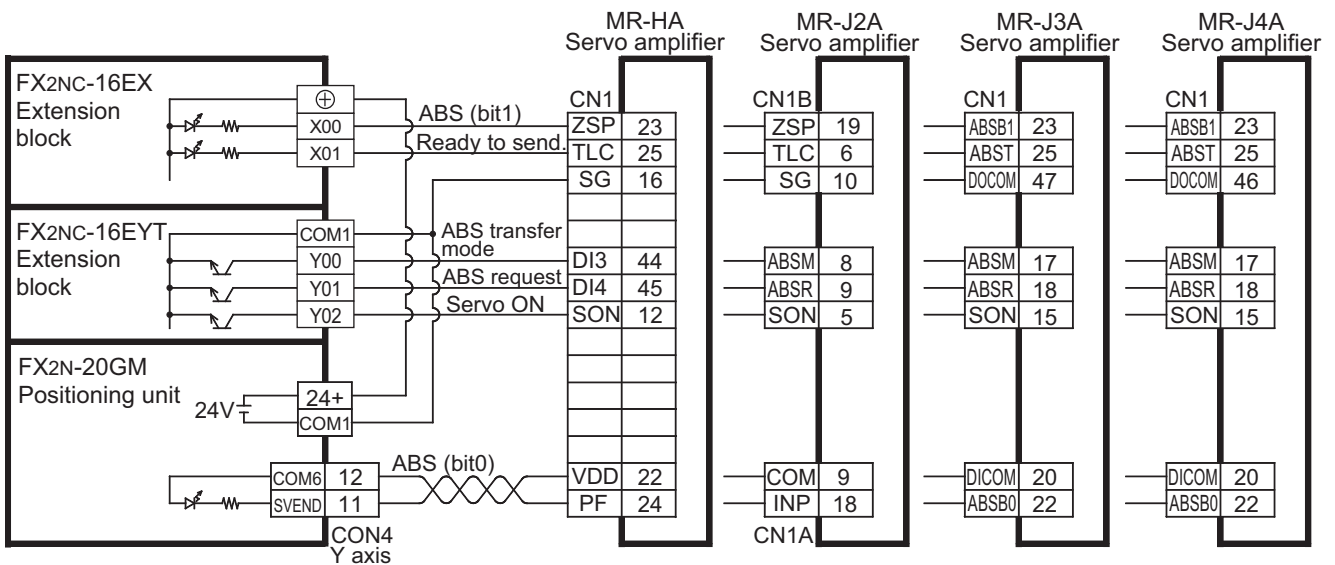 MR-HA
Servo amplifier
MR-J2A
Servo amplifier
MR-J3A
Servo amplifier
MR-J4A
Servo amplifier
FX2NC-16EX
Extension
block
X00
X01
ABS (bit1)
Ready to send.
FX2NC-16EYT
Extension
block
COM1
Y00
Y01
Y02
ABS transfer
mode
ABS request
Servo ON
FX2N-20GM
Positioning unit
24V
24+
COM1
COM6 12
SVEND 11
CON4
Y axis
ABS (bit0)
CN1
ZSP 23
TLC 25
SG 16
DI3 44
DI4 45
SON 12
VDD 22
PF 24
CN1B
ZSP 19
TLC 6
SG 10
ABSM 8
ABSR 9
SON 5
COM 9
INP 18
CN1A
CN1
ABSB1 23
ABST 25
DOCOM 47
ABSM 17
ABSR 18
SON 15
DICOM 20
ABSB0 22
CN1
ABSB1 23
ABST 25
DOCOM 46
ABSM 17
ABSR 18
SON 15
DICOM 20
ABSB0 22